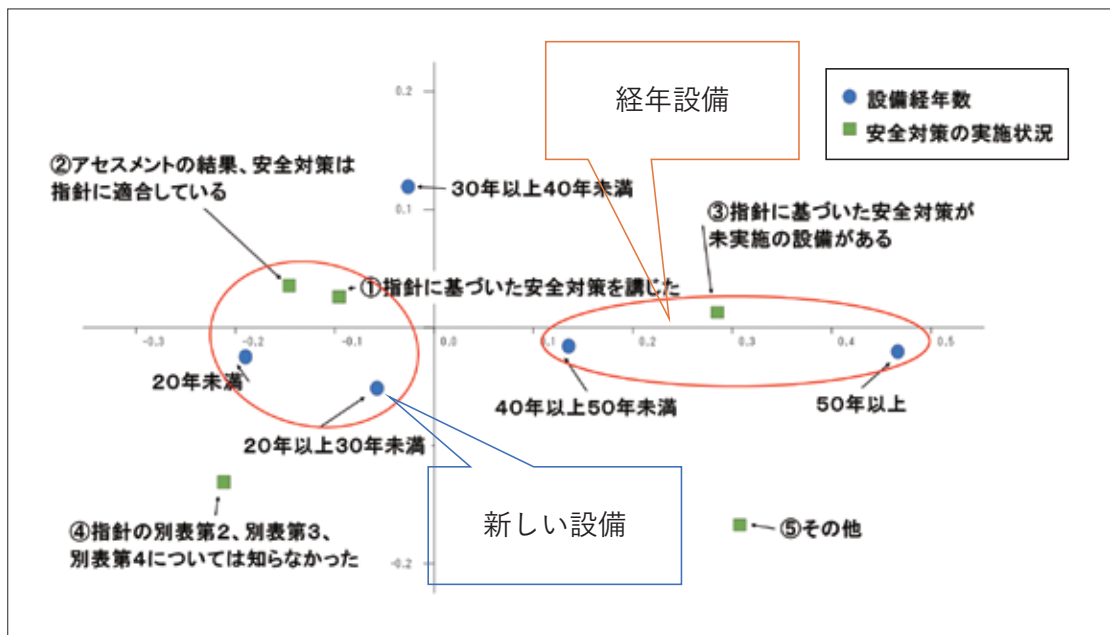 0.2
経年設備
設備経年数
安全対策の実施状況
②アセスメントの結果、安全対策は
指針に適合している
30年以上40年未満
0.1
③指針に基づいた安全対策が
未実施の設備がある
①指針に基づいた安全対策を講じた
-0.3
-0.2
-0.1
0.0
0.1
0.2
0.3
0.4
0.5
20年未満
40年以上50年未満
50年以上
20年以上30年未満
新しい設備
④指針の別表第2、別表第3、
別表第4については知らなかった
⑤その他
-0.2